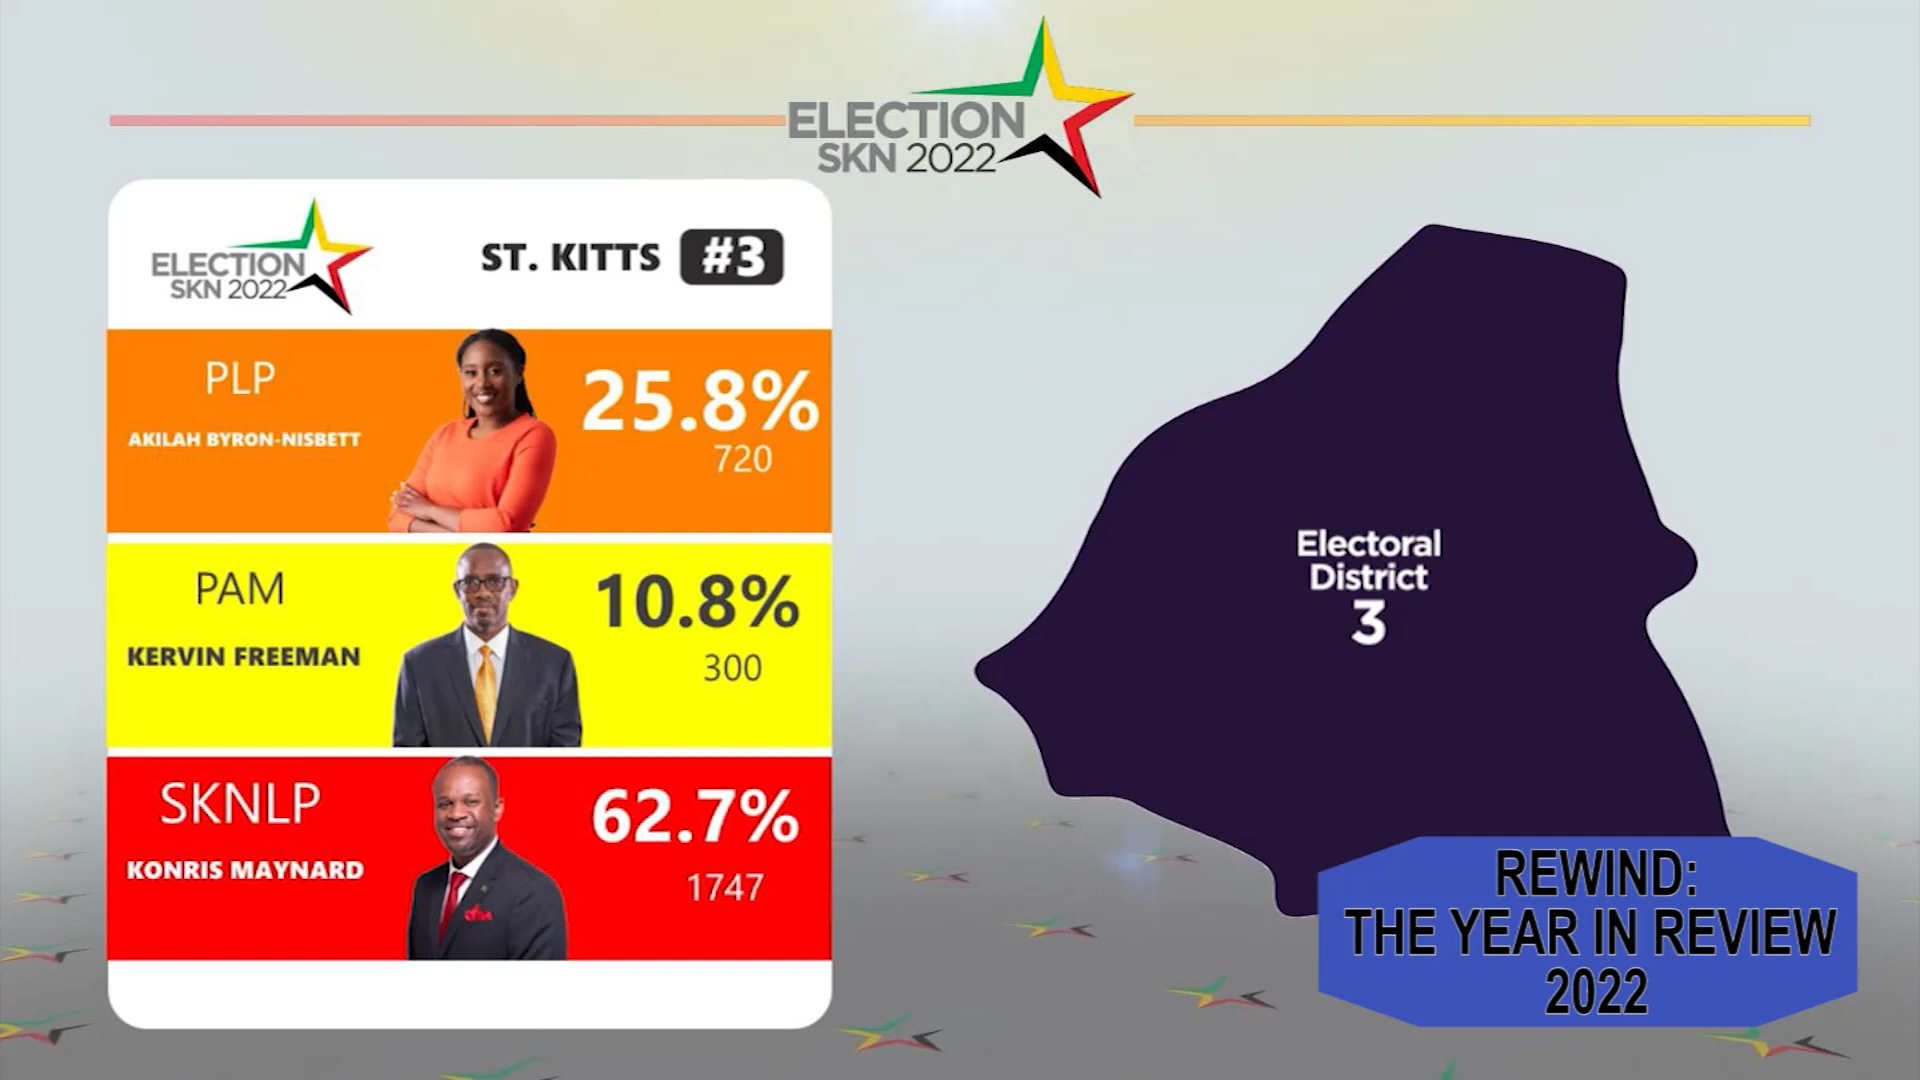 ELECTION
SKN 2022
ELECTION
SKN 2022
ST. KITTS #3
PLP
AKILAH BYRON-NISBETT
25.8%
720
PAM
KERVIN FREEMAN
10.8%
300
SKNLP
KONRIS MAYNARD
62.7%
1747
Electoral
District
3
REWIND:
THE YEAR IN REVIEW
2022